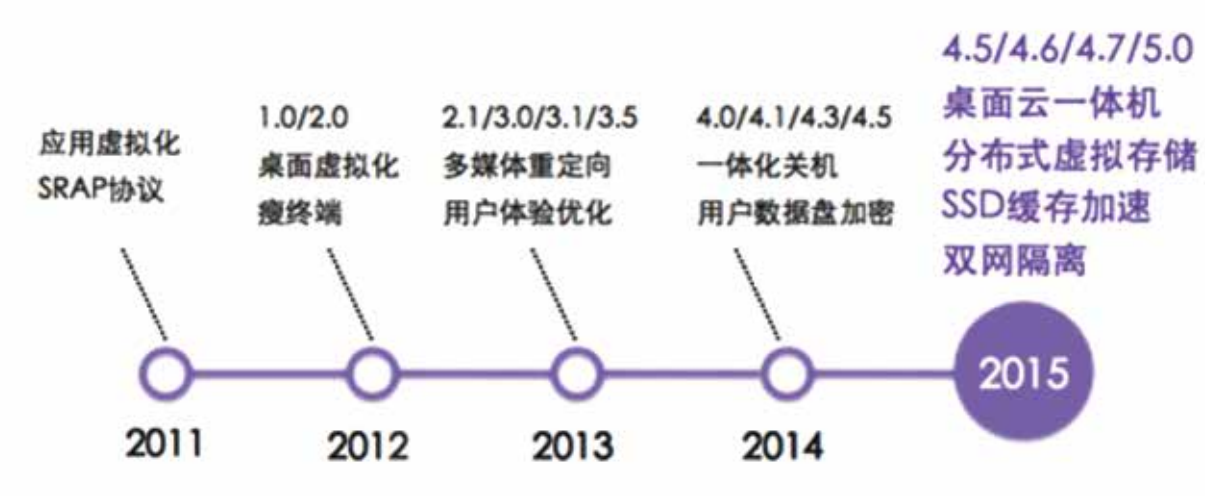 应用虚拟化
SRAP协议
2011
1.0/2.0
桌面虚拟化
瘦终端
2012
2.1/3.0/3.1/3.5
多媒体重定向
用户体验优化
2013
4.0/4.1/4.3/4.5
一体化关机
用户数据盘加密
2014
4.5/4.6/4.7/5.0
桌面云一体机
分布式虚拟存储
SSD缓存加速
双网隔离
2015